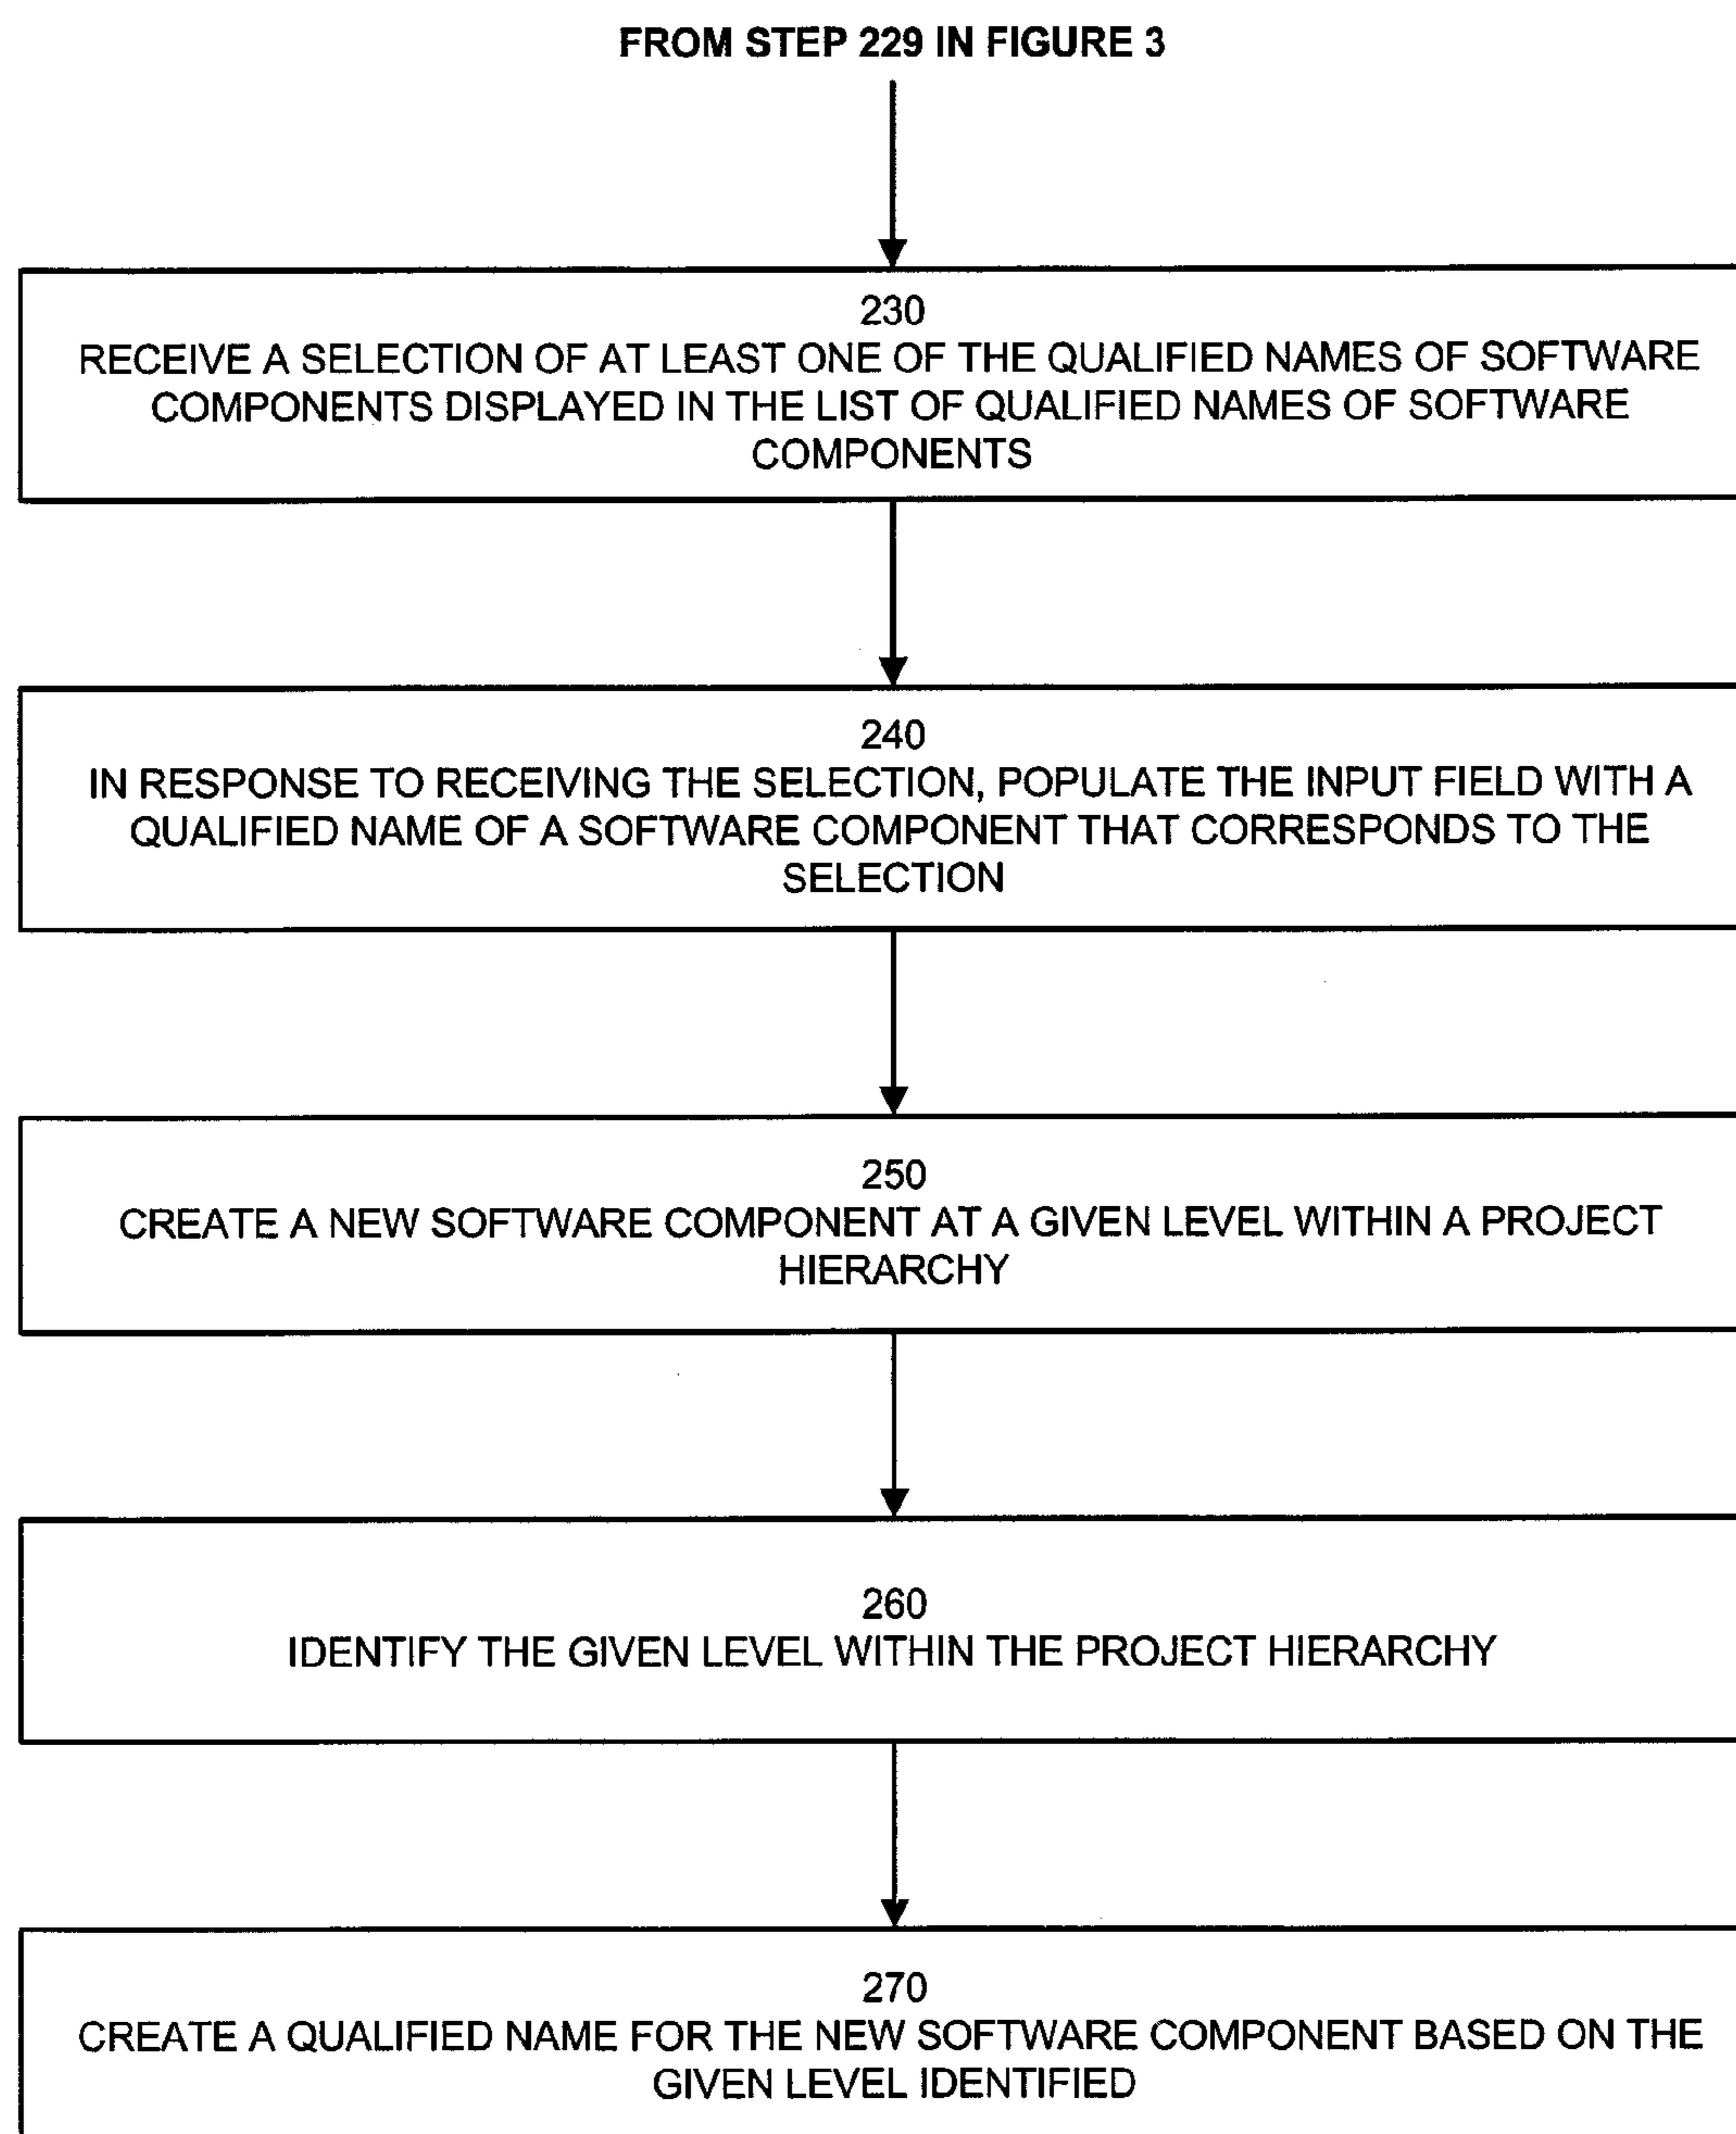 FROM STEP 229 IN FIGURE 3
230
RECEIVE A SELECTION OF AT LEAST ONE OF THE QUALIFIED NAMES OF SOFTWARE
COMPONENTS DISPLAYED IN THE LIST OF QUALIFIED NAMES OF SOFTWARE
COMPONENTS
240
IN RESPONSE TO RECEIVING THE SELECTION, POPULATE THE INPUT FIELD WITH A
QUALIFIED NAME OF A SOFTWARE COMPONENT THAT CORRESPONDS TO THE
SELECTION
250
CREATE A NEW SOFTWARE COMPONENT AT A GIVEN LEVEL WITHIN A PROJECT
HIERARCHY
260
IDENTIFY THE GIVEN LEVEL WITHIN THE PROJECT HIERARCHY
270
CREATE A QUALIFIED NAME FOR THE NEW SOFTWARE COMPONENT BASED ON THE
GIVEN LEVEL IDENTIFIED